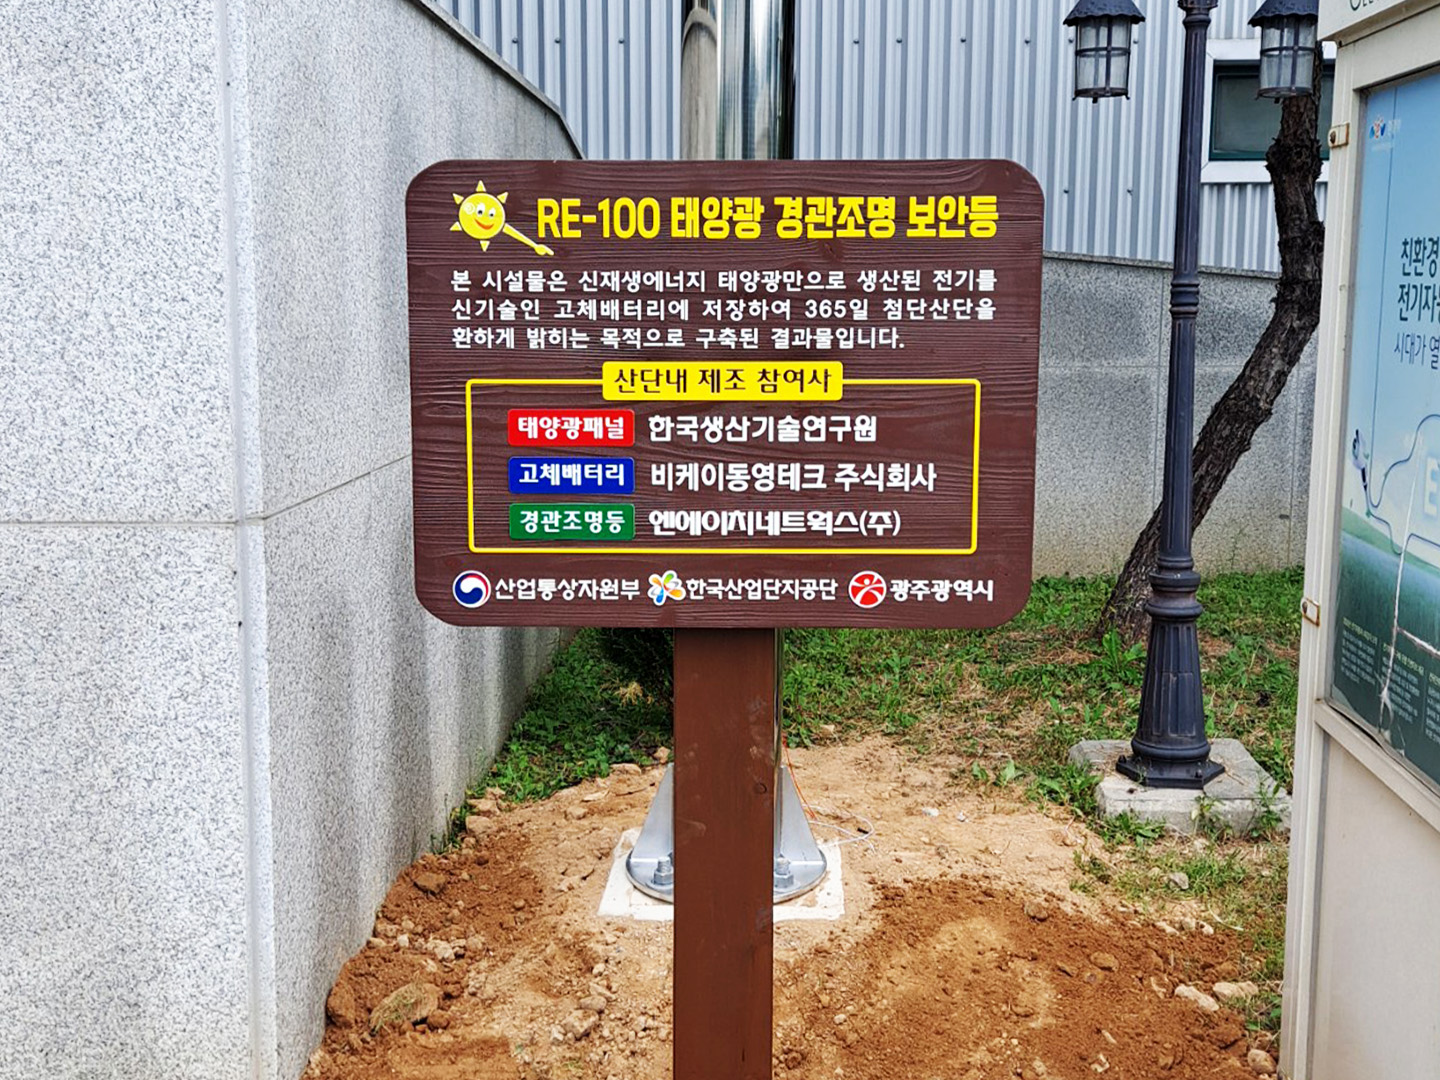 RE-100 태양광 경관조명 보안등
본 시설물은 신재생에너지 태양광만으로 생산된 전기를
신기술인 고체배터리에 저장하여 365일 첨단산단을
환하게 밝히는 목적으로 구축된 결과물입니다.
산단내 제조 참여사
태양광패널 한국생산기술연구원
고체배터리 비케이동영테크 주식회사
경관조명등 엔에이치네트웍스(주)
산업통상자원부 한국산업단지공단 광주광역시
친환경
전기자
시대가 열